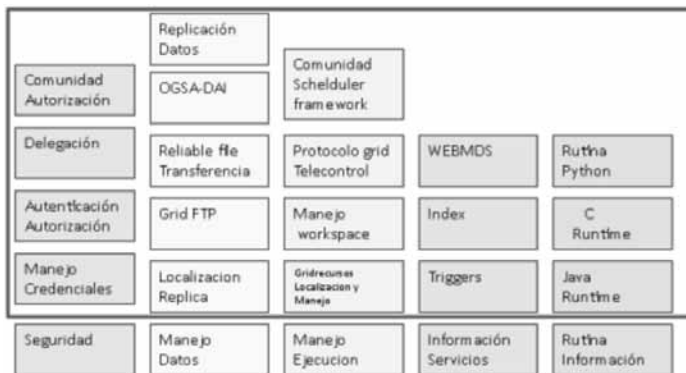 Replicación
Datos
Comunidad
Autorización
OGSA-DAI
Comunidad
Schelduler
framework
Delegación
Reliable file
Transferencia
Protocolo grid
Telecontrol
WEBMDS
Rutina
Python
Autenticación
Autorización
Grid FTP
Manejo
workspace
Index
C
Runtime
Manejo
Credenciales
Localizacion
Replica
Gridrecursos
Localizacion y
Manejo
Triggers
Java
Runtime
Seguridad
Manejo
Datos
Manejo
Ejecucion
Información
Servicios
Rutina
Información